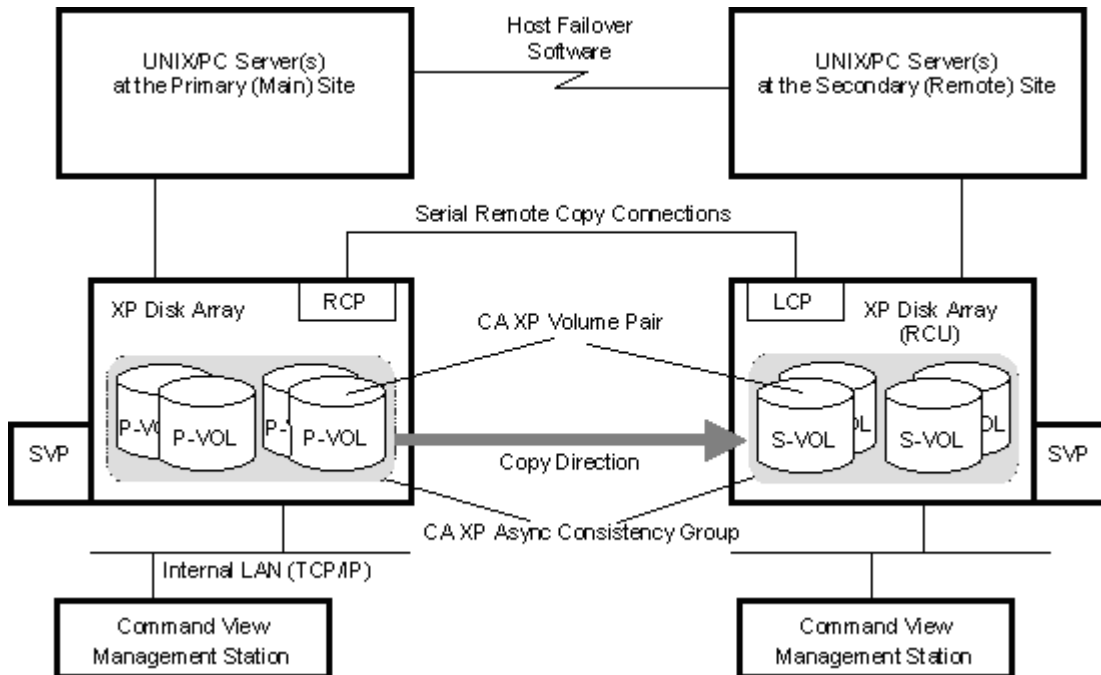 Host Failover
Software
UNIX/PC Server(s)
at the Primary (Main) Site
UNIX/PC Server(s)
at the Secondary (Remote) Site
Serial Remote Copy Connections
XP Disk Array
RCP
LCP
XP Disk Array
(RCU)
CA XP Volume Pair
P-VOL
P-VOL
P-VOL
S-VOL
S-VOL
SVP
SVP
Copy Direction
CA XP Async Consistency Group
Internal LAN (TCP/IP)
Command View
Management Station
Command View
Management Station